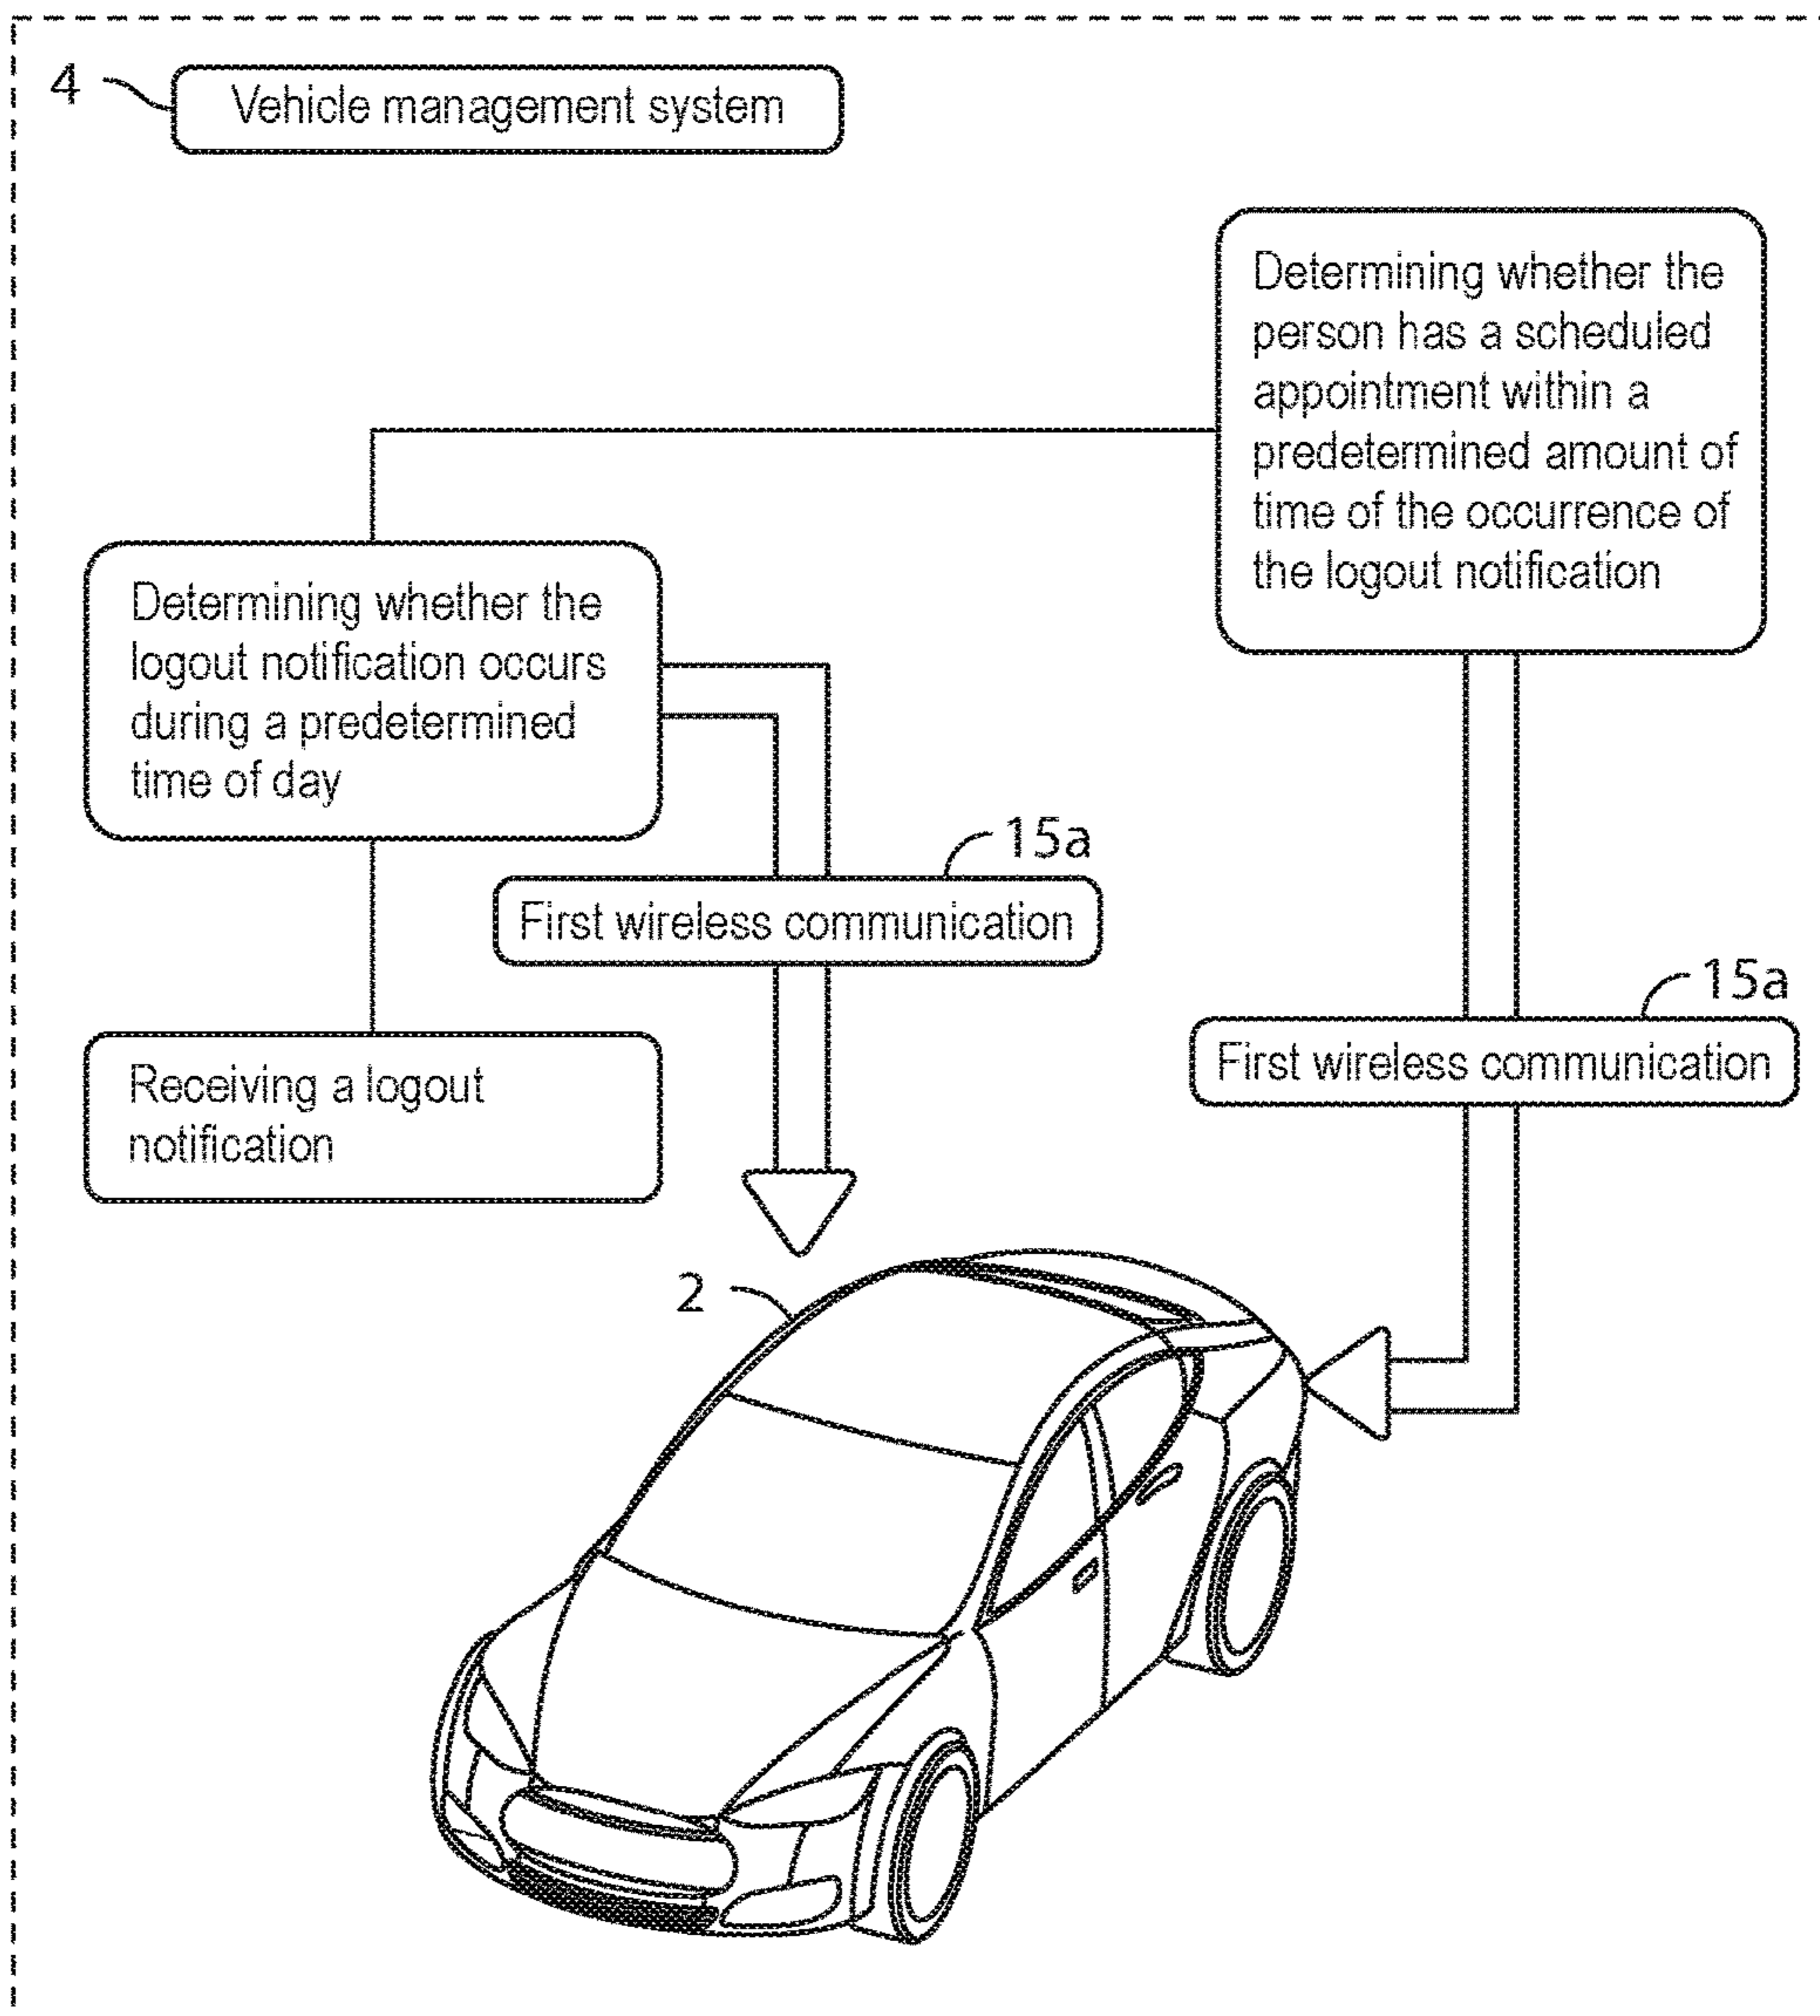 4
Vehicle management system
Determining whether the
person has a scheduled
appointment within a
predetermined amount of
time of the occurrence of
the logout notification
Determining whether the
logout notification occurs
during a predetermined
time of day
15a
First wireless communication
15a
First wireless communication
Receiving a logout
notification
2